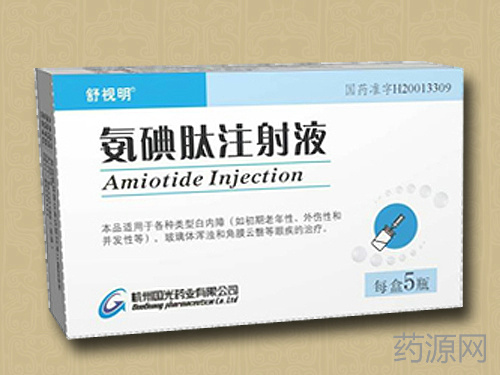 舒视明®
国药准字H20013309
氨碘肽注射液
Amiotide Injection
本品适用于各种类型白内障（如初期老年性、外伤性和
并发性等）、玻璃体浑浊和角膜云翳等眼疾的治疗。
杭州国光药业有限公司
GuoGuang pharmaceutical Co. Ltd
每盒5瓶
药源网